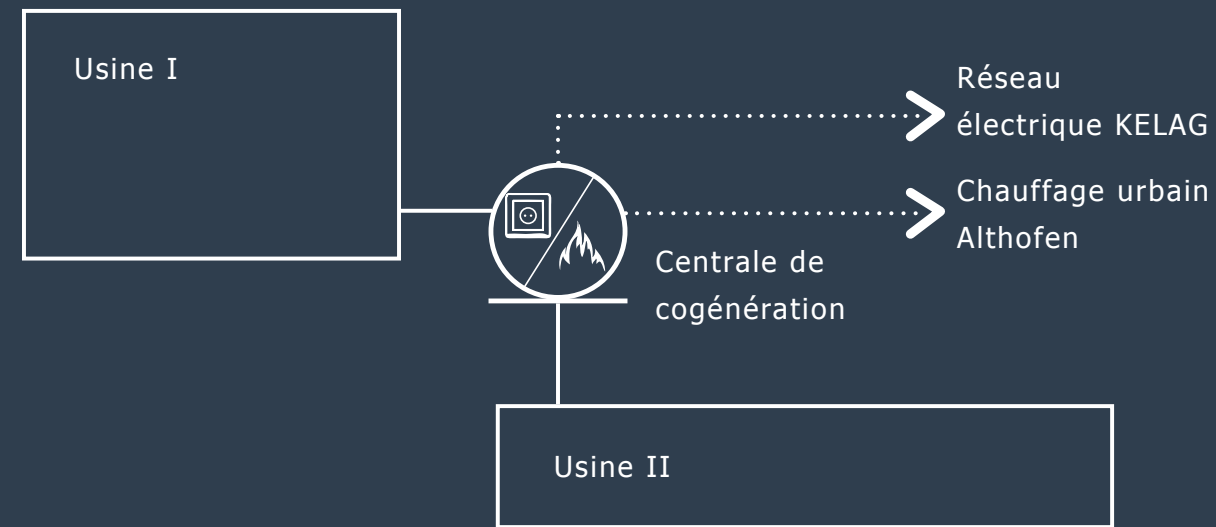 Usine I
Réseau
électrique KELAG
Chauffage urbain
Althofen
Centrale de
cogénération
Usine II